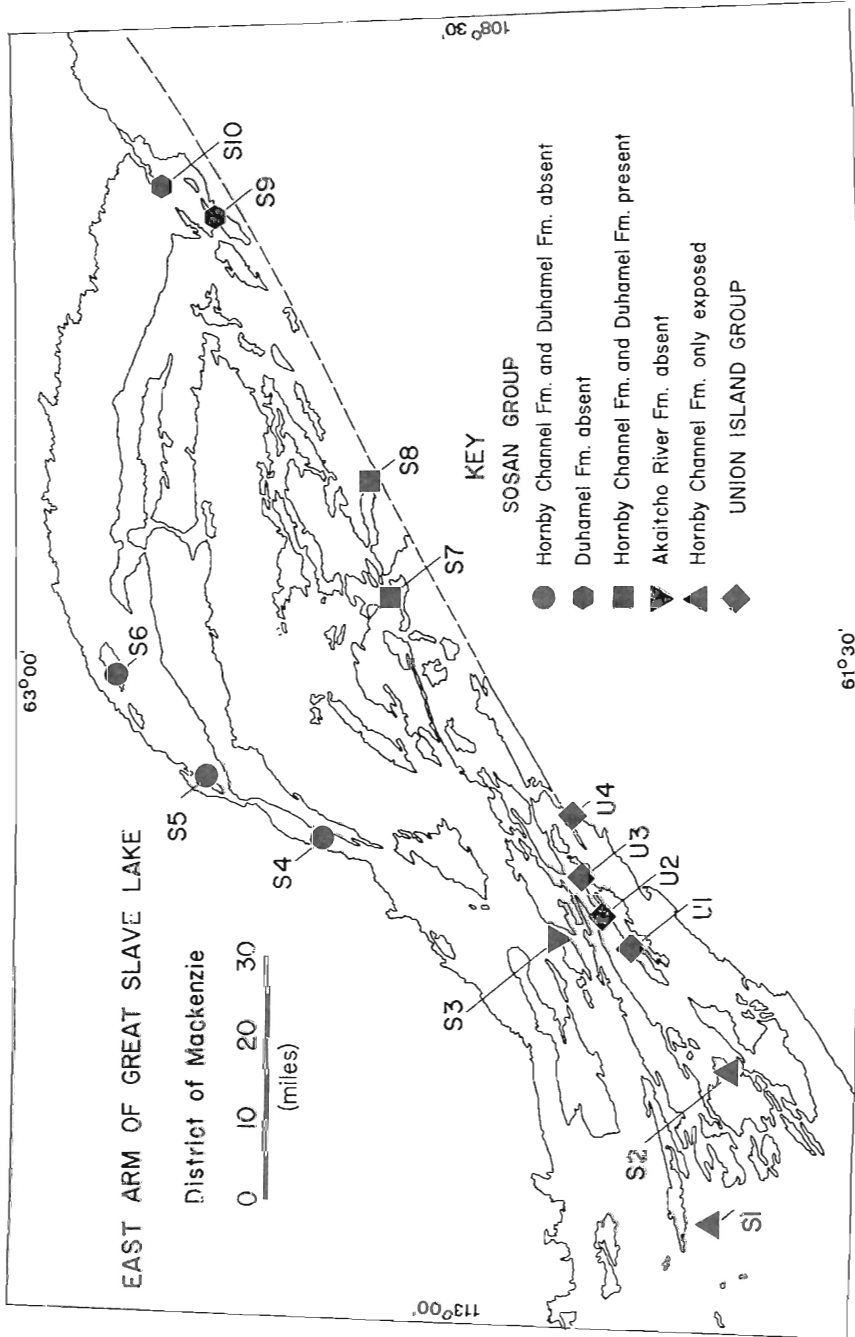 EAST ARM OF GREAT SLAVE LAKE
District of Mackenzie
0 10 20 30
(miles)
63°00'
108°30'
113°00'
61°30'
S1
S2
S3
S4
S5
S6
S7
S8
S9
S10
U1
U2
U3
U4
KEY
SOSAN GROUP
Hornby Channel Fm. and Duhamel Fm. absent
Duhamel Fm. absent
Hornby Channel Fm. and Duhamel Fm. present
Akaitcho River Fm. absent
Hornby Channel Fm. only exposed
UNION ISLAND GROUP